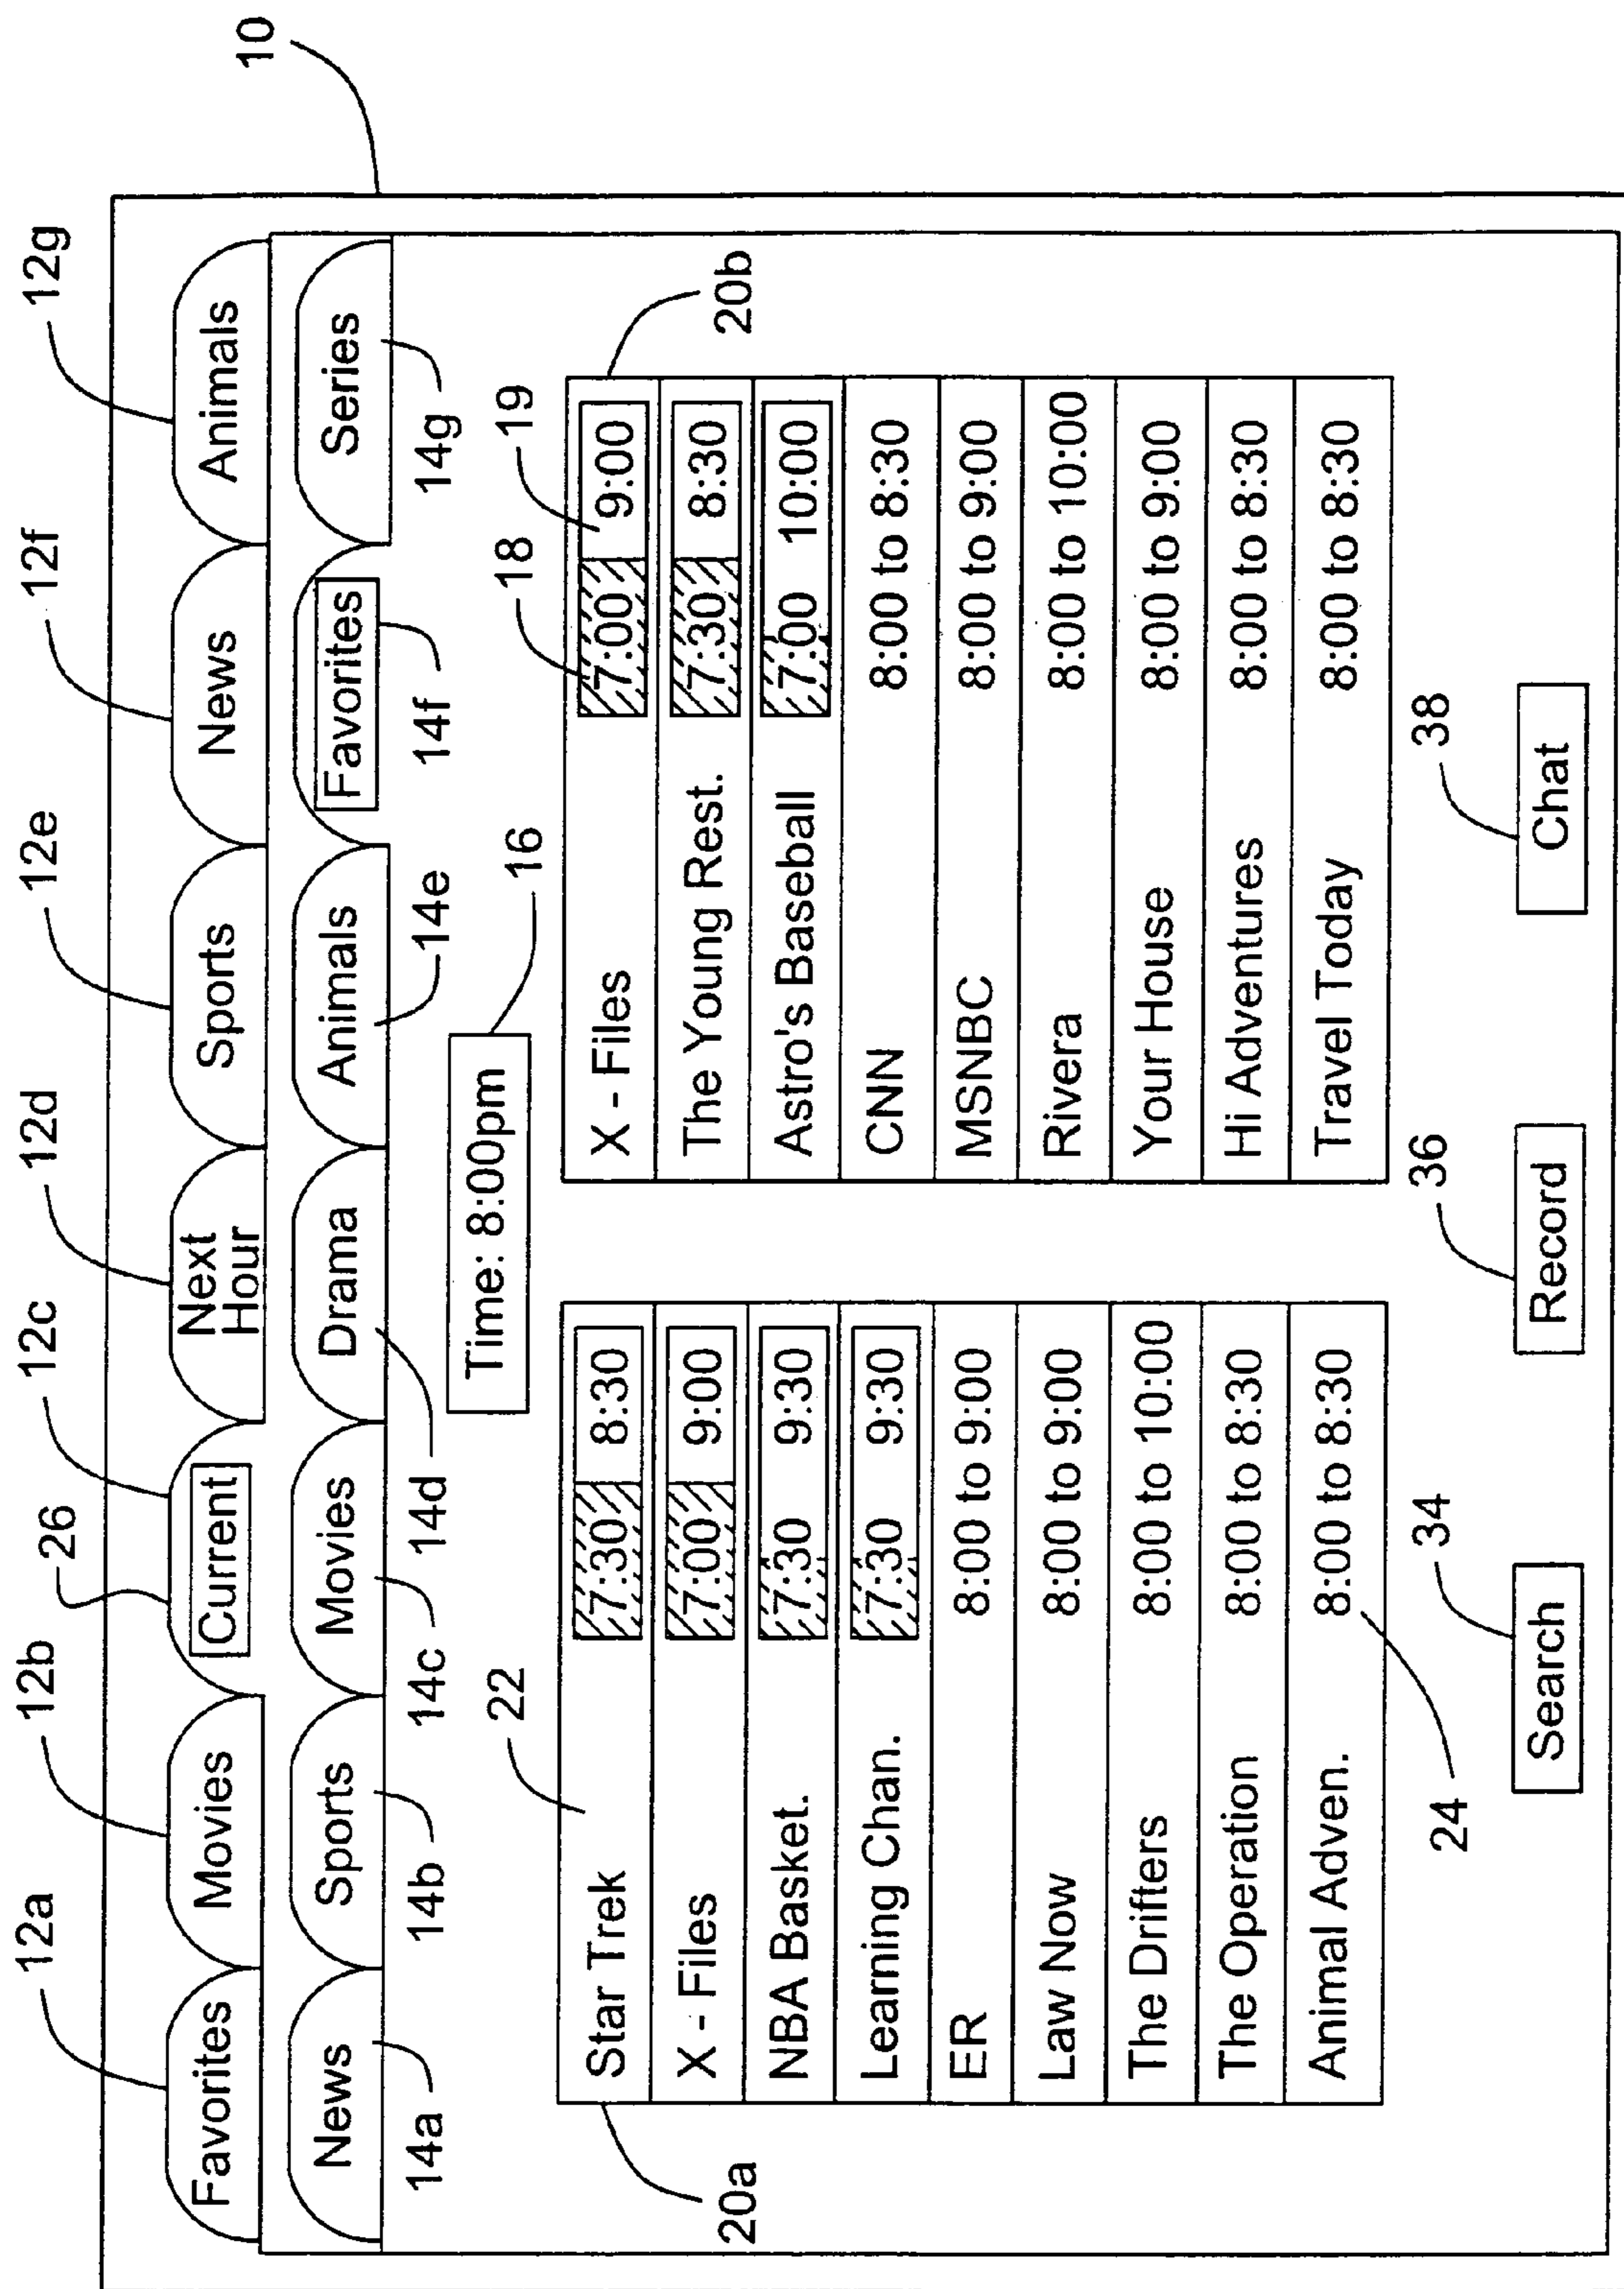 10
12a 12b 26 12c 12d 12e 12f 12g
Favorites Movies Current Next Hour Sports News Animals
News Sports Movies Drama Animals Favorites Series
14a 14b 14c 14d 14e 14f 14g
Time: 8:00pm 16
22 18 19
20a 20b
Star Trek 7:30 8:30
X - Files 7:00 9:00
NBA Basket. 7:30 9:30
Learning Chan. 7:30 9:30
ER 8:00 to 9:00
Law Now 8:00 to 9:00
The Drifters 8:00 to 10:00
The Operation 8:00 to 8:30
Animal Adven. 8:00 to 8:30
X - Files 7:00 9:00
The Young Rest. 7:30 8:30
Astro's Baseball 7:00 10:00
CNN 8:00 to 8:30
MSNBC 8:00 to 9:00
Rivera 8:00 to 10:00
Your House 8:00 to 9:00
Hi Adventures 8:00 to 8:30
Travel Today 8:00 to 8:30
24 34 36 38
Search Record Chat